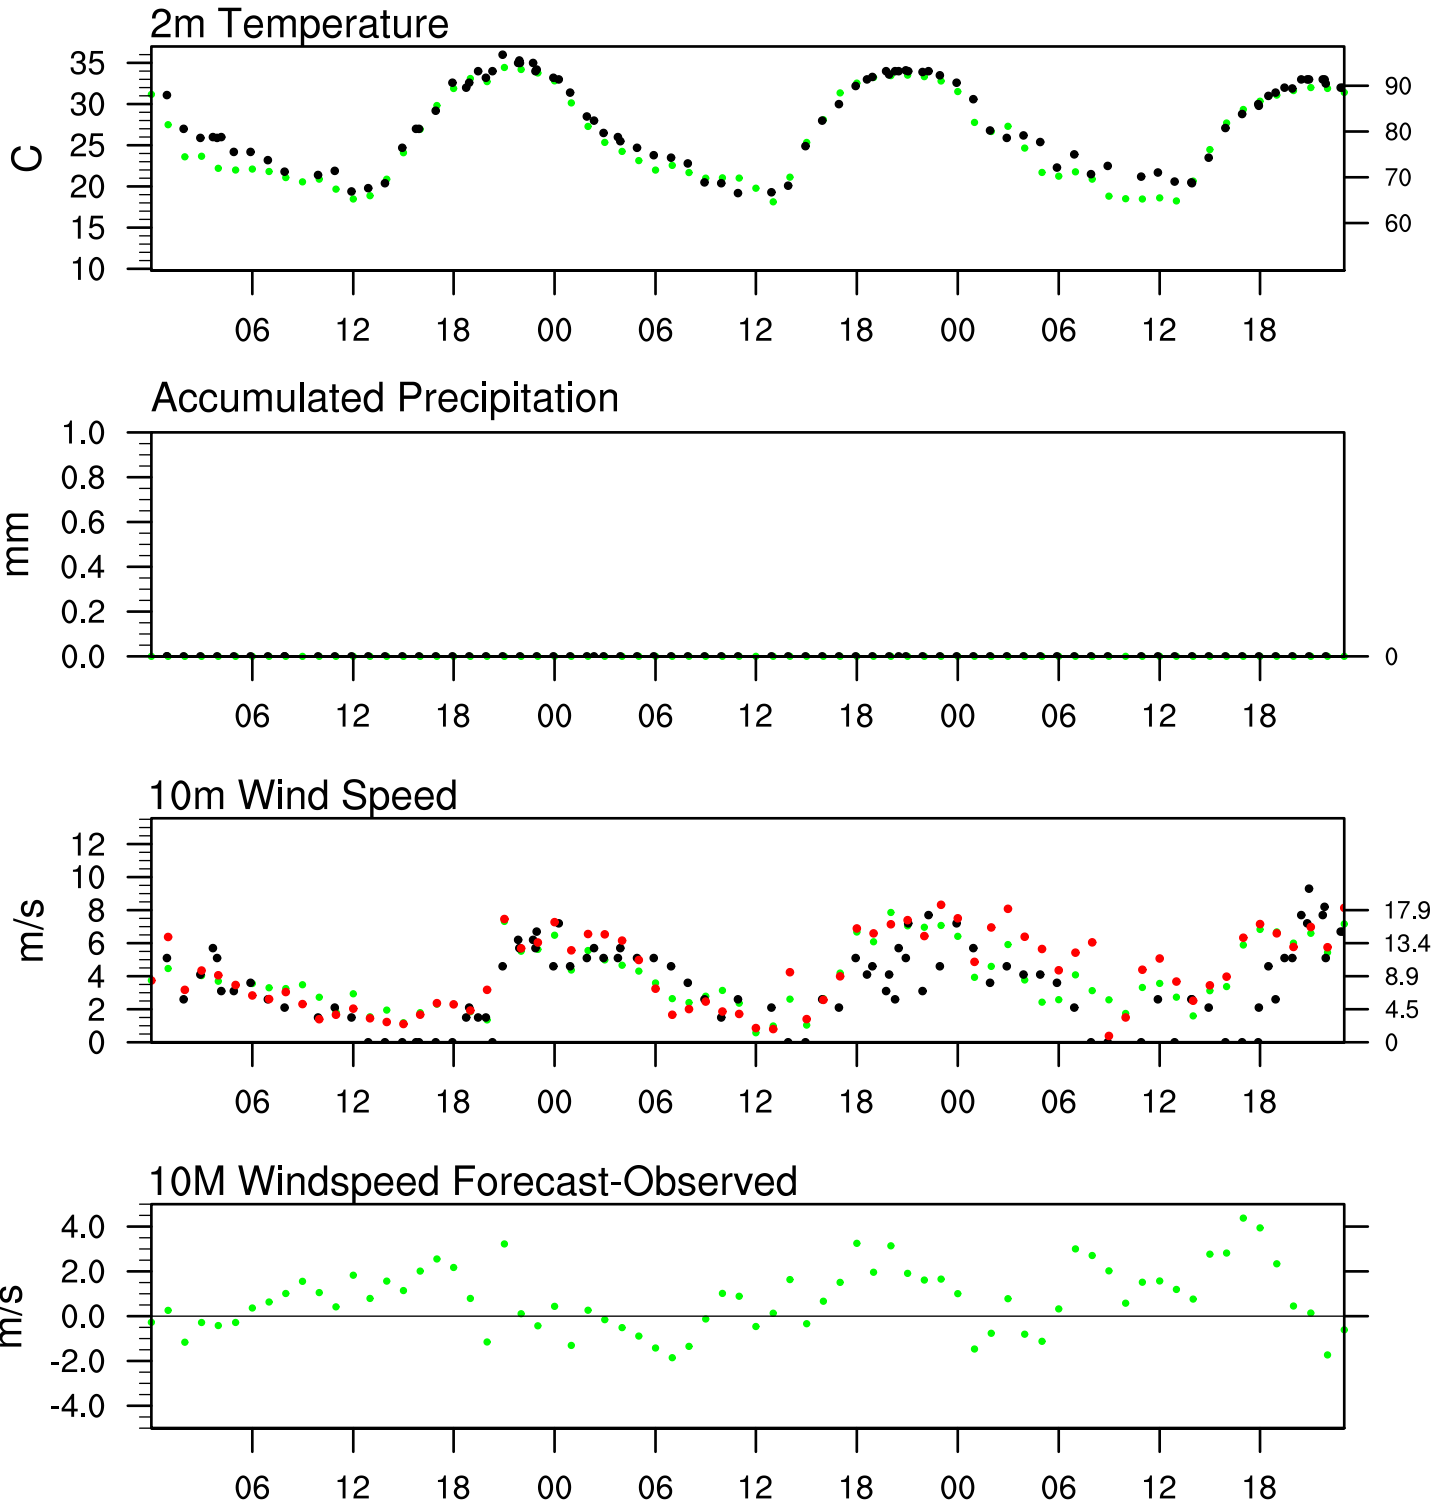 2m Temperature
C
35
30
25
20
15
10
90
80
70
60
06 12 18 00 06 12 18 00 06 12 18
Accumulated Precipitation
mm
1.0
0.8
0.6
0.4
0.2
0.0
0
06 12 18 00 06 12 18 00 06 12 18
10m Wind Speed
m/s
12
10
8
6
4
2
0
17.9
13.4
8.9
4.5
0
06 12 18 00 06 12 18 00 06 12 18
10M Windspeed Forecast-Observed
m/s
4.0
2.0
0.0
-2.0
-4.0
06 12 18 00 06 12 18 00 06 12 18